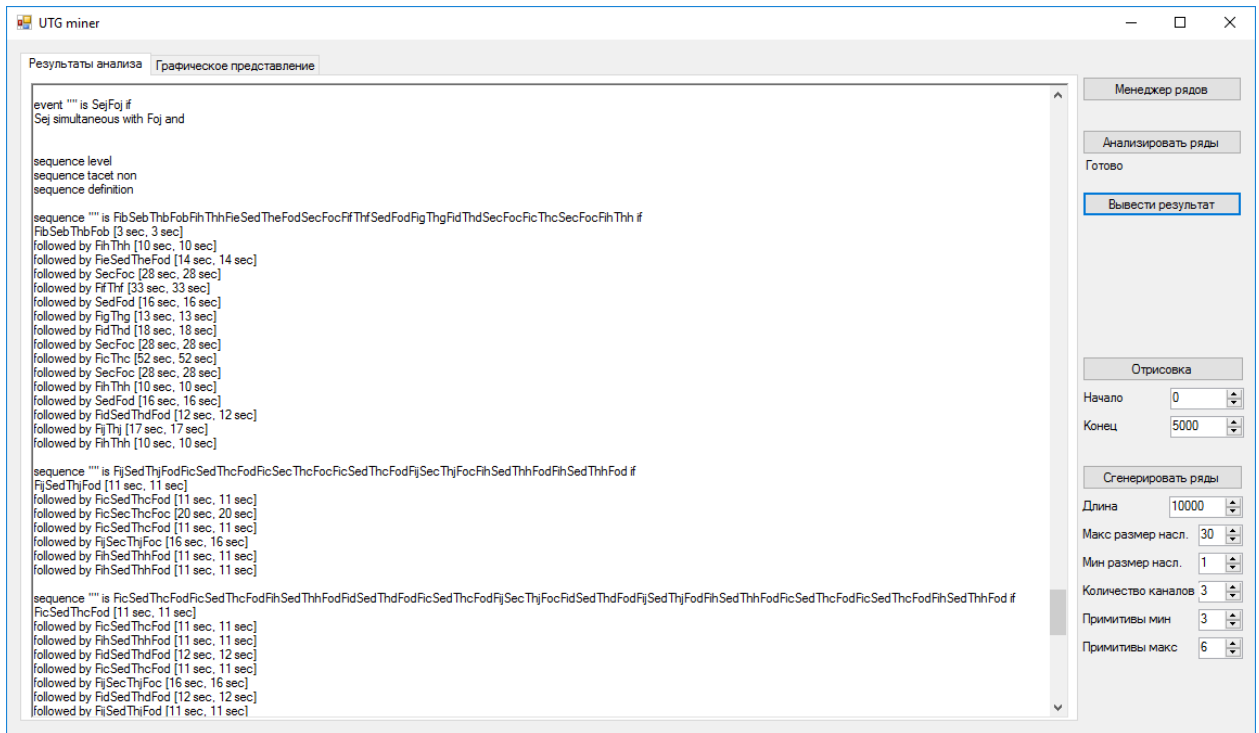 UTG miner
Результаты анализа
Графическое представление
event "" is SejFoj if
Sej simultaneous with Foj and
sequence level
sequence tacet non
sequence definition
sequence "" is FibSebThbFobFihThhFieSedTheFodSecFocFifThfSedFodFigThgFidThdSecFocFicThcSecFocFihThh if
FibSebThbFob [3 sec, 3 sec]
followed by FihThh [10 sec, 10 sec]
followed by FieSedTheFod [14 sec, 14 sec]
followed by SecFoc [28 sec, 28 sec]
followed by FifThf [33 sec, 33 sec]
followed by SedFod [16 sec, 16 sec]
followed by FigThg [13 sec, 13 sec]
followed by FidThd [18 sec, 18 sec]
followed by SecFoc [28 sec, 28 sec]
followed by FicThc [52 sec, 52 sec]
followed by SecFoc [28 sec, 28 sec]
followed by FihThh [10 sec, 10 sec]
followed by SedFod [16 sec, 16 sec]
followed by FidSedThdFod [12 sec, 12 sec]
followed by FijThj [17 sec, 17 sec]
followed by FihThh [10 sec, 10 sec]
sequence "" is FijSedThjFodFicSedThcFodFicSecThcFocFicSedThcFodFijSecThjFocFihSedThhFodFihSedThhFod if
FijSedThjFod [11 sec, 11 sec]
followed by FicSedThcFod [11 sec, 11 sec]
followed by FicSecThcFoc [20 sec, 20 sec]
followed by FicSedThcFod [11 sec, 11 sec]
followed by FijSecThjFoc [16 sec, 16 sec]
followed by FihSedThhFod [11 sec, 11 sec]
followed by FihSedThhFod [11 sec, 11 sec]
sequence "" is FicSedThcFodFicSedThcFodFihSedThhFodFidSedThdFodFicSedThcFodFijSecThjFocFidSedThdFodFijSedThjFodFihSedThhFodFicSedThcFodFicSedThcFodFihSedThhFod if
FicSedThcFod [11 sec, 11 sec]
followed by FicSedThcFod [11 sec, 11 sec]
followed by FihSedThhFod [11 sec, 11 sec]
followed by FidSedThdFod [12 sec, 12 sec]
followed by FicSedThcFod [11 sec, 11 sec]
followed by FijSecThjFoc [16 sec, 16 sec]
followed by FidSedThdFod [12 sec, 12 sec]
followed by FijSedThjFod [11 sec, 11 sec]
Менеджер рядов
Анализировать ряды
Готово
Вывести результат
Отрисовка
Начало 0
Конец 5000
Сгенерировать ряды
Длина 10000
Макс размер насл. 30
Мин размер насл. 1
Количество каналов 3
Примитивы мин 3
Примитивы макс 6